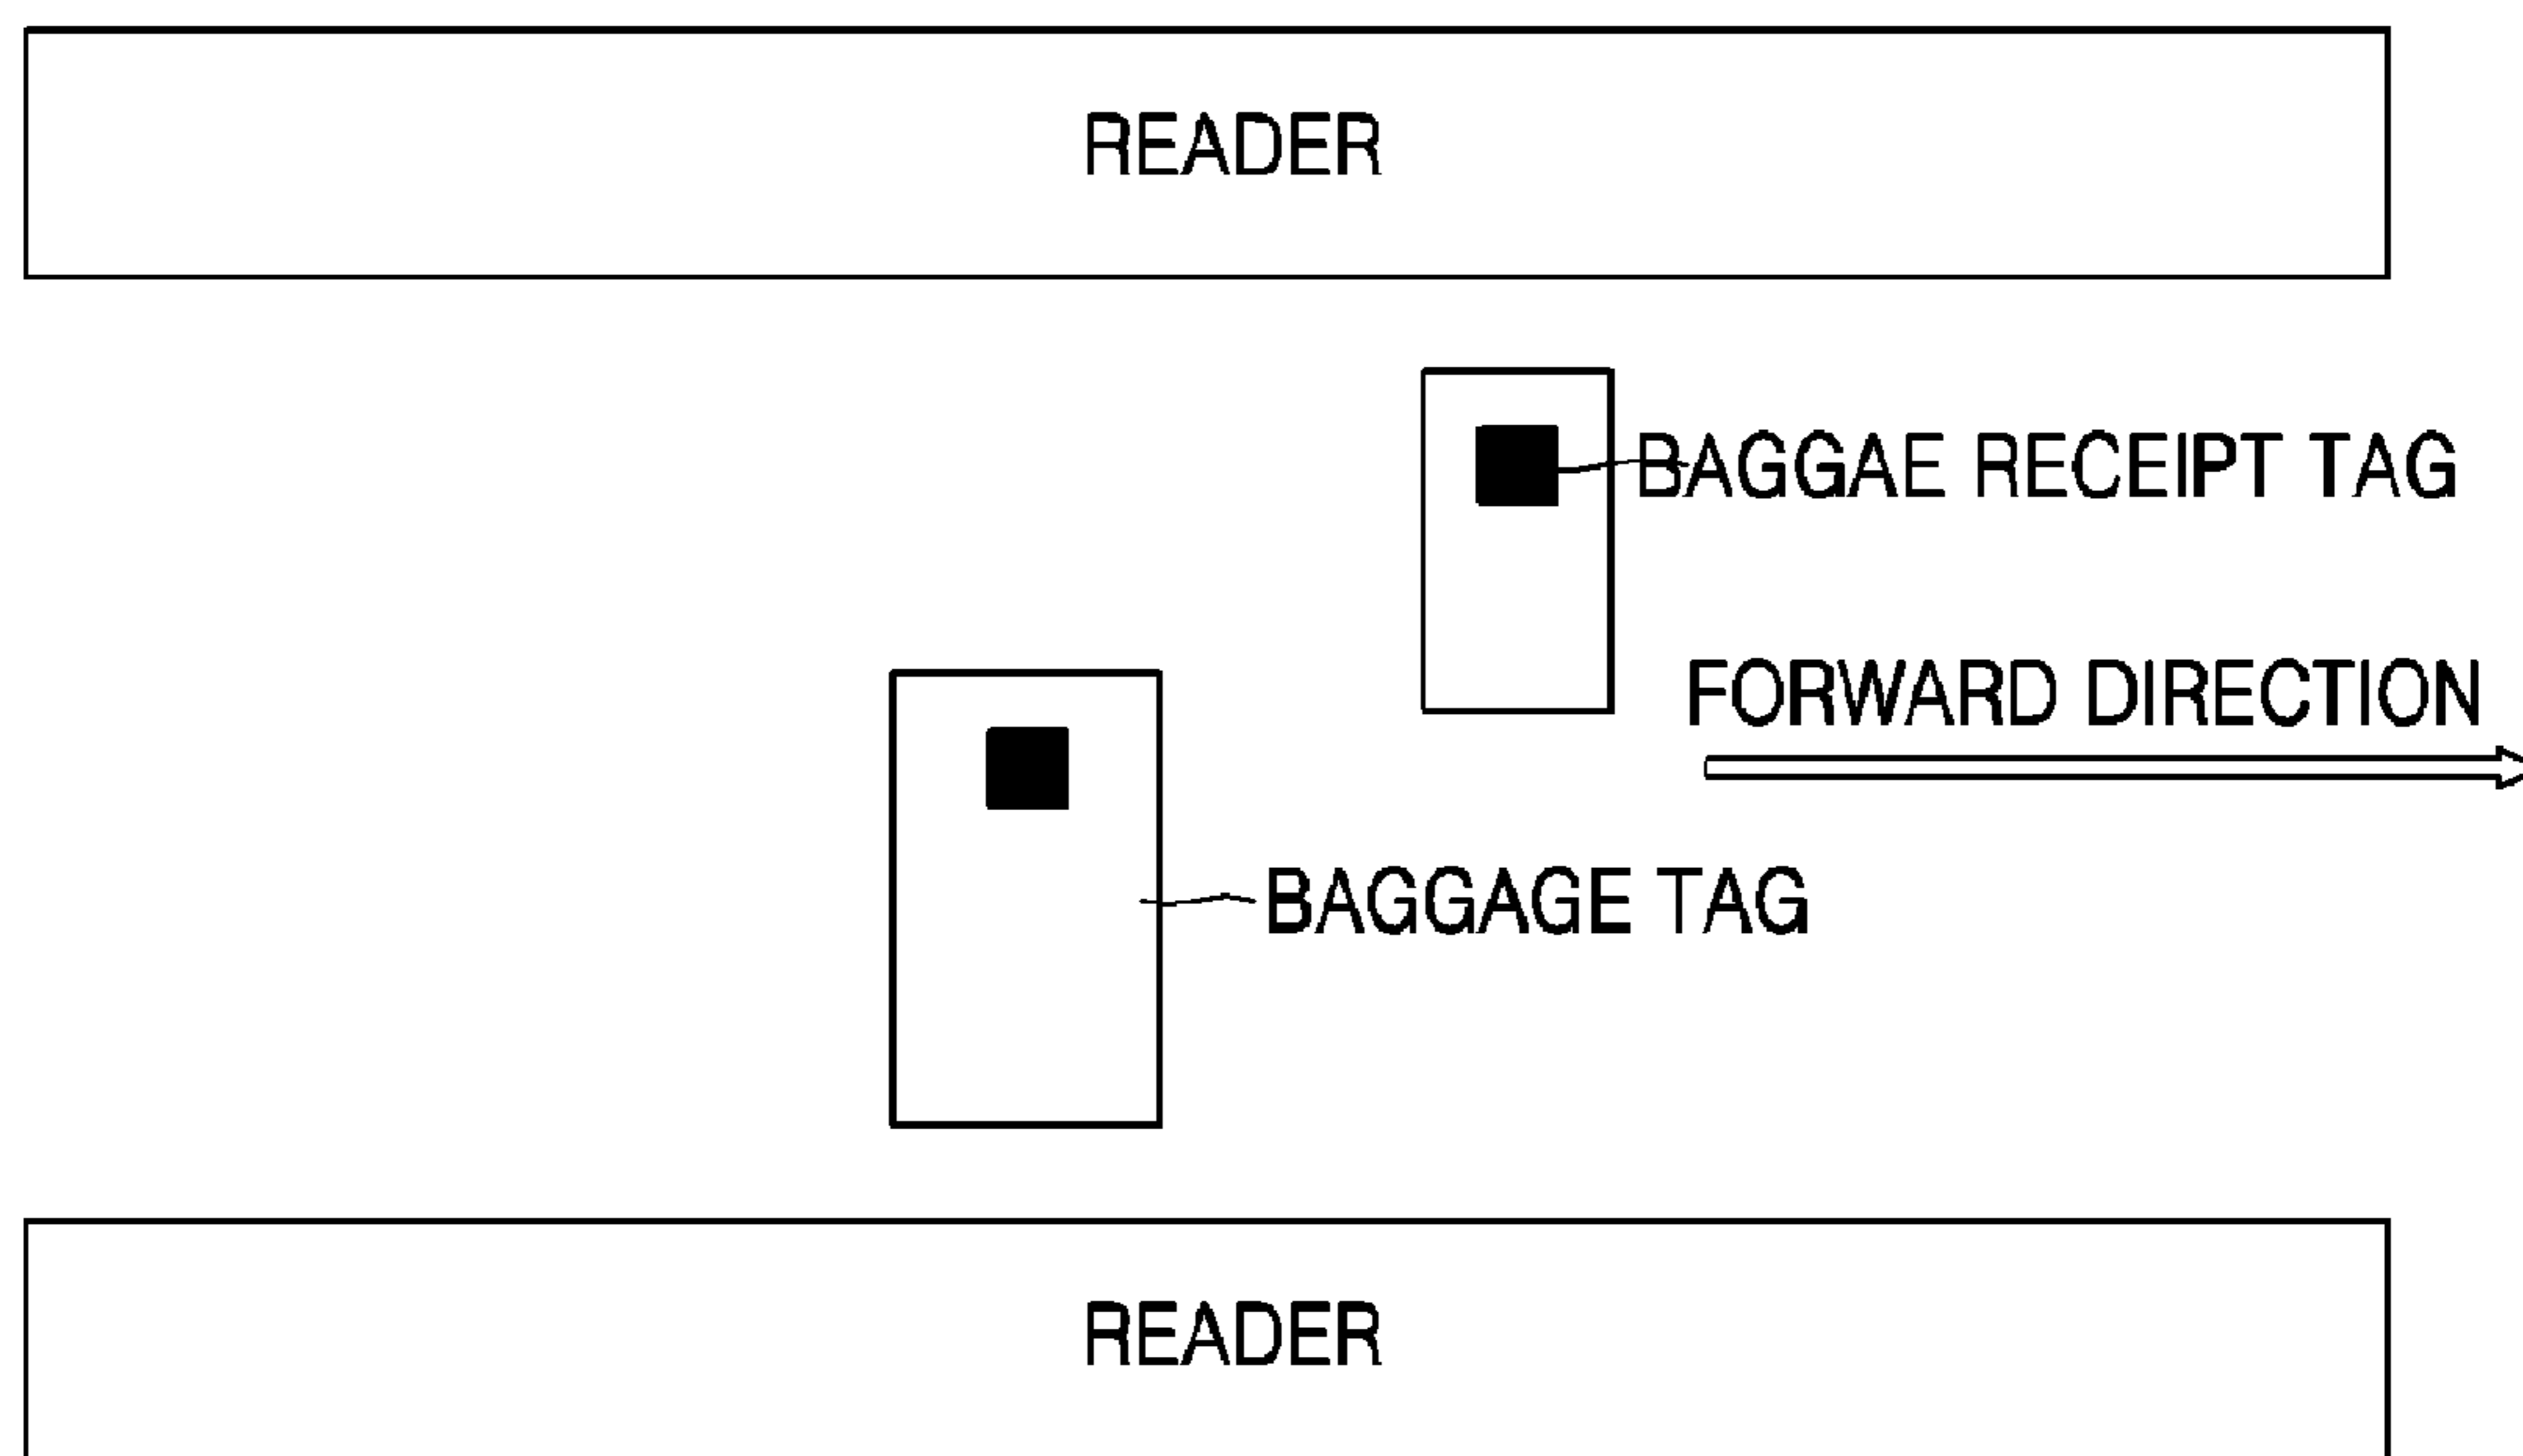 READER
BAGGAE RECEIPT TAG
FORWARD DIRECTION
BAGGAGE TAG
READER